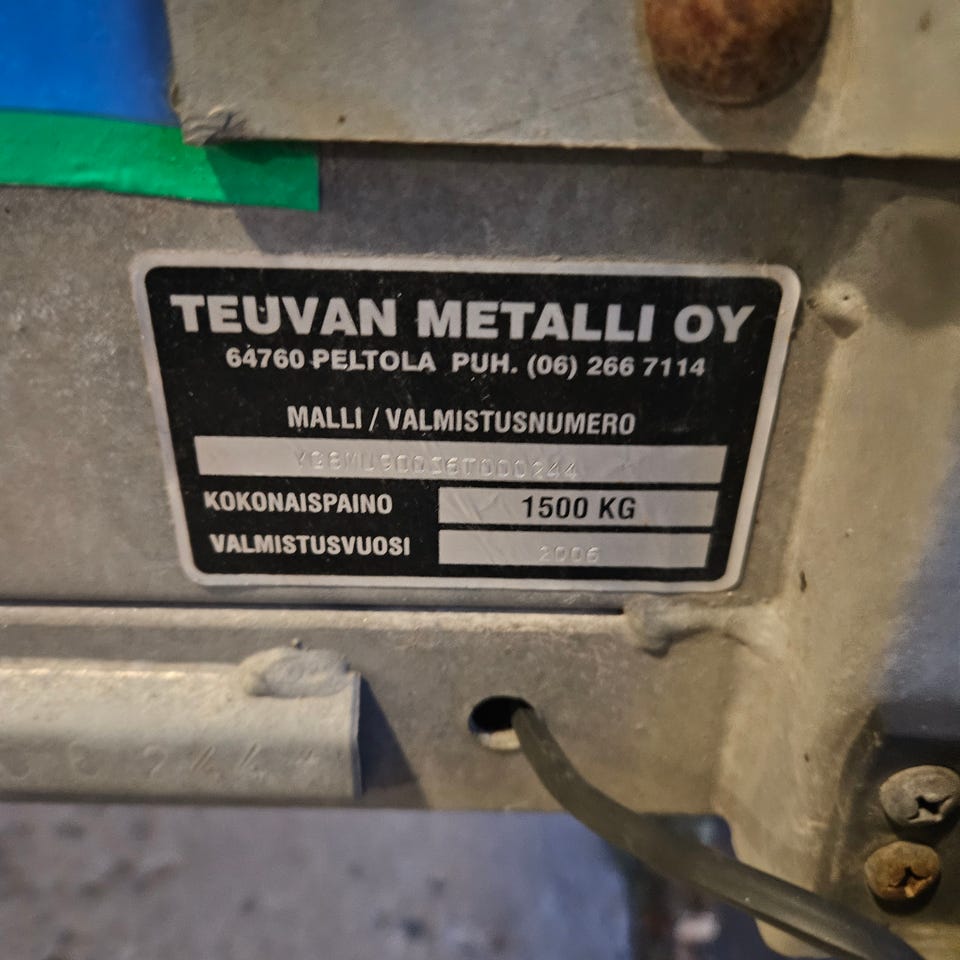 TEUVAN METALLI OY
64760 PELTOLA PUH. (06) 266 7114
MALLI / VALMISTUSNUMERO
KOKONAISPAINO 1500 KG
VALMISTUSVUOSI 2006